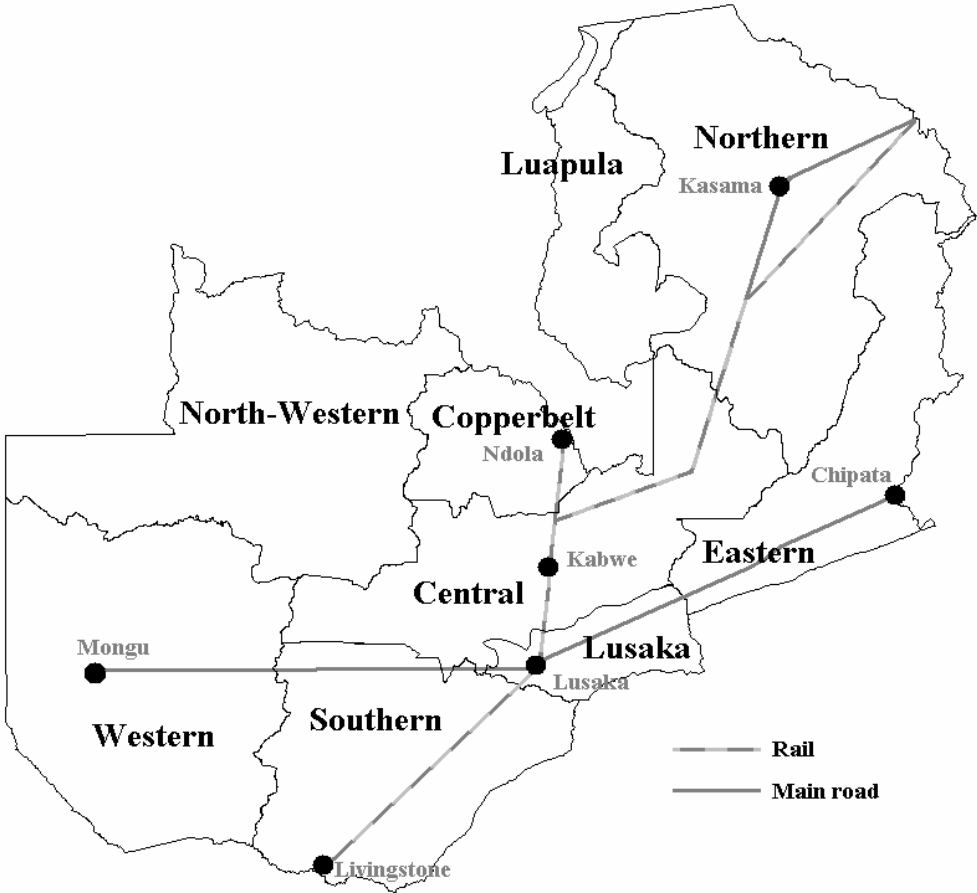 Northern
Luapula
Kasama
North-Western
Copperbelt
Ndola
Chipata
Eastern
Kabwe
Central
Mongu
Lusaka
Lusaka
Southern
Western
Rail
Main road
Livingstone